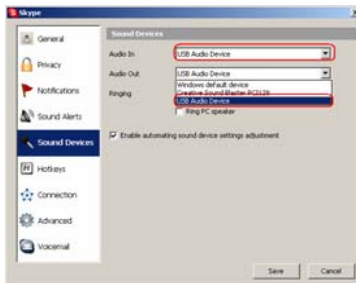 Skype
General
Privacy
Notifications
Sound Alerts
Sound Devices
Hotkeys
Connection
Advanced
Voicemail
Sound Devices
Audio In
USB Audio Device
Audio Out
USB Audio Device
Windows default device
Creative Sound Blaster PCI128
USB Audio Device
Ringing
Ring PC speaker
Enable automating sound device settings adjustment
Save
Cancel